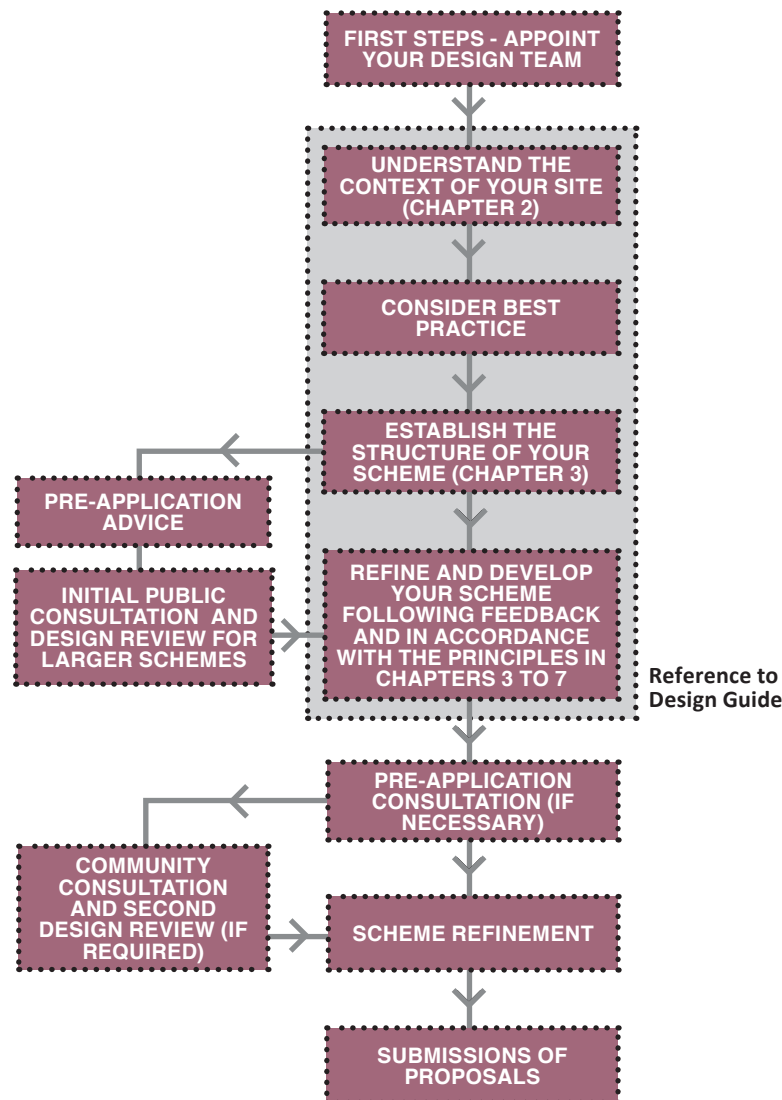 FIRST STEPS - APPOINT
YOUR DESIGN TEAM
UNDERSTAND THE
CONTEXT OF YOUR SITE
(CHAPTER 2)
CONSIDER BEST
PRACTICE
ESTABLISH THE
STRUCTURE OF YOUR
SCHEME (CHAPTER 3)
PRE-APPLICATION
ADVICE
INITIAL PUBLIC
CONSULTATION AND
DESIGN REVIEW FOR
LARGER SCHEMES
REFINE AND DEVELOP
YOUR SCHEME
FOLLOWING FEEDBACK
AND IN ACCORDANCE
WITH THE PRINCIPLES IN
CHAPTERS 3 TO 7
Reference to
Design Guide
PRE-APPLICATION
CONSULTATION (IF
NECESSARY)
COMMUNITY
CONSULTATION
AND SECOND
DESIGN REVIEW (IF
REQUIRED)
SCHEME REFINEMENT
SUBMISSIONS OF
PROPOSALS